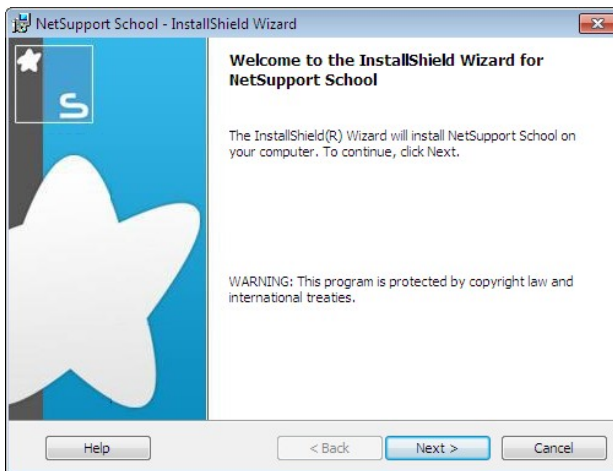 NetSupport School - InstallShield Wizard
S
Welcome to the InstallShield Wizard for
NetSupport School
The InstallShield(R) Wizard will install NetSupport School on
your computer. To continue, click Next.
WARNING: This program is protected by copyright law and
international treaties.
Help
< Back
Next >
Cancel